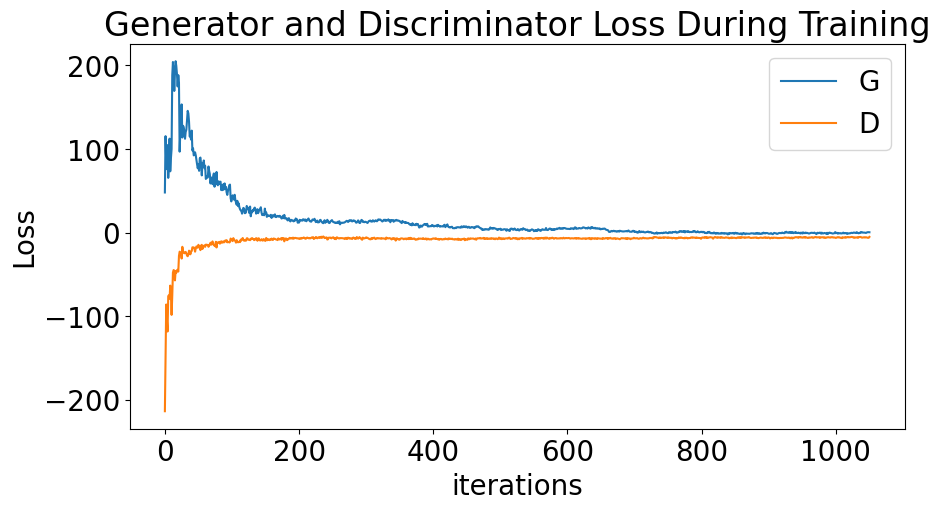 Generator and Discriminator Loss During Training
G
D
200
100
0
−100
−200
Loss
0 200 400 600 800 1000
iterations